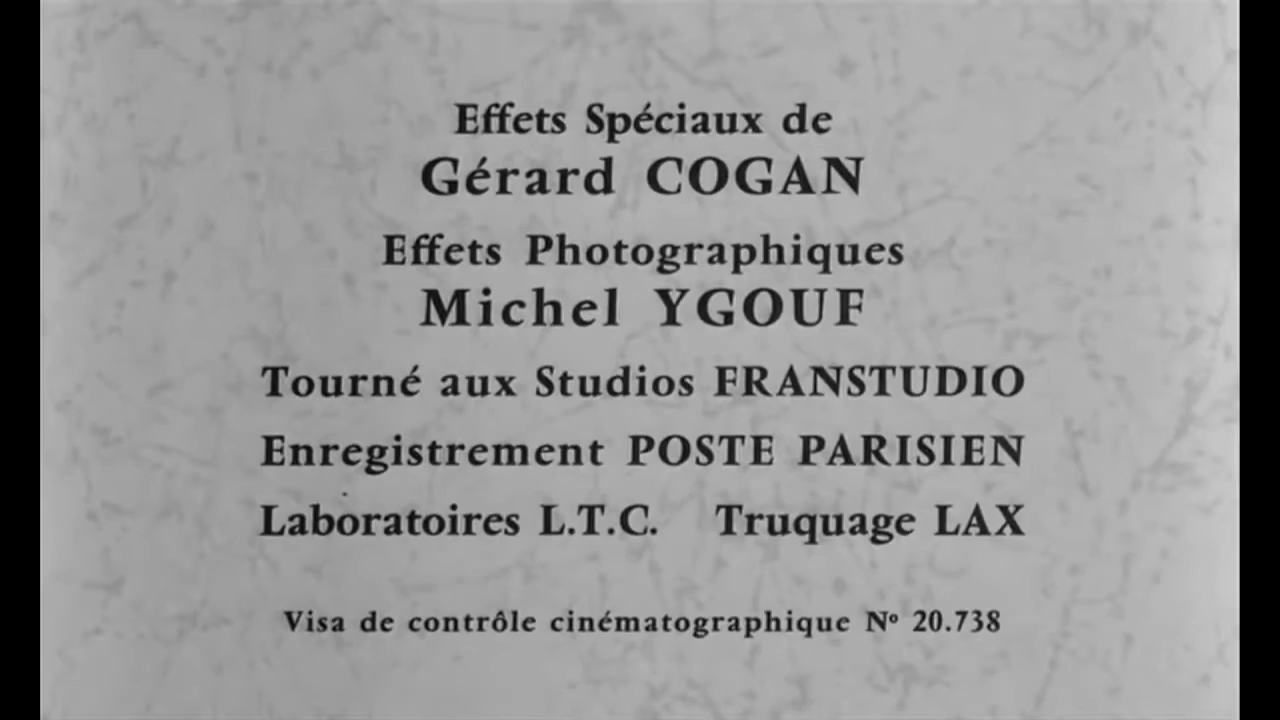 Effets Spéciaux de
Gérard COGAN
Effets Photographiques
Michel YGOUF
Tourné aux Studios FRANSTUDIO
Enregistrement POSTE PARISIEN
Laboratoires L.T.C. Truquage LAX
Visa de contrôle cinématographique Nº 20.738